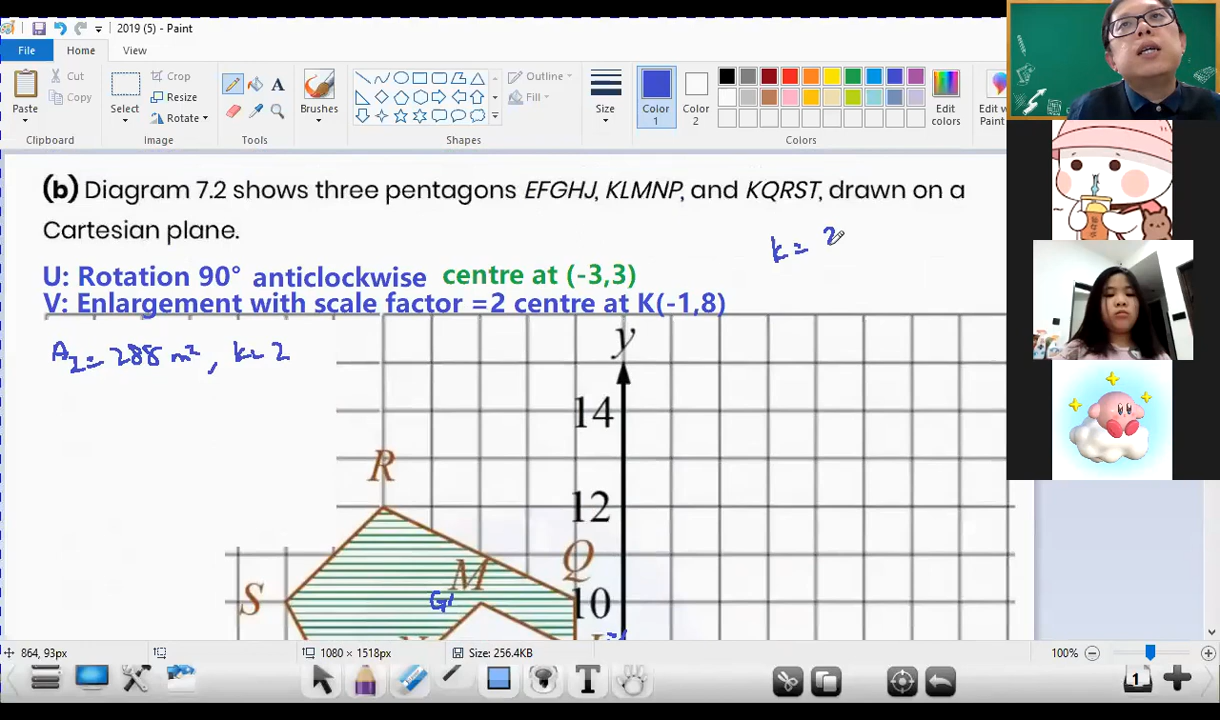 2019 (5) - Paint
File
Home
View
Cut
Copy
Paste
Clipboard
Crop
Resize
Rotate
Select
Image
Tools
Brushes
Outline
Fill
Shapes
Size
Color 1
Color 2
Edit colors
Edit w
Paint
Colors
(b) Diagram 7.2 shows three pentagons EFGHJ, KLMNP, and KQRST, drawn on a
Cartesian plane.
k = 2
U: Rotation 90° anticlockwise centre at (-3,3)
V: Enlargement with scale factor =2 centre at K(-1,8)
A2 = 288 m², k = 2
y
14
R
12
Q
M
S
G'
10
864, 93px
1080 × 1518px
Size: 256.4KB
100%
T
1